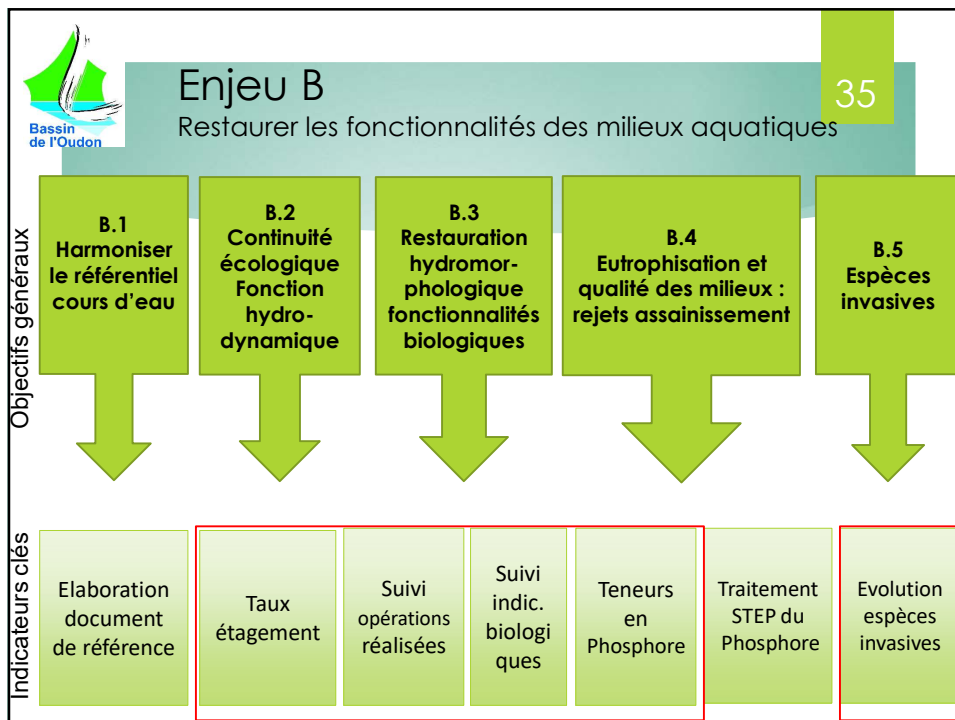 Bassin
de l'Oudon
Enjeu B
Restaurer les fonctionnalités des milieux aquatiques
35
Objectifs généraux
B.1
Harmoniser
le référentiel
cours d'eau
B.2
Continuité
écologique
Fonction
hydro-
dynamique
B.3
Restauration
hydromor-
phologique
fonctionnalités
biologiques
B.4
Eutrophisation et
qualité des milieux :
rejets assainissement
B.5
Espèces
invasives
Indicateurs clés
Elaboration
document
de référence
Taux
étagement
Suivi
opérations
réalisées
Suivi
indic.
biologi
ques
Teneurs
en
Phosphore
Traitement
STEP du
Phosphore
Evolution
espèces
invasives